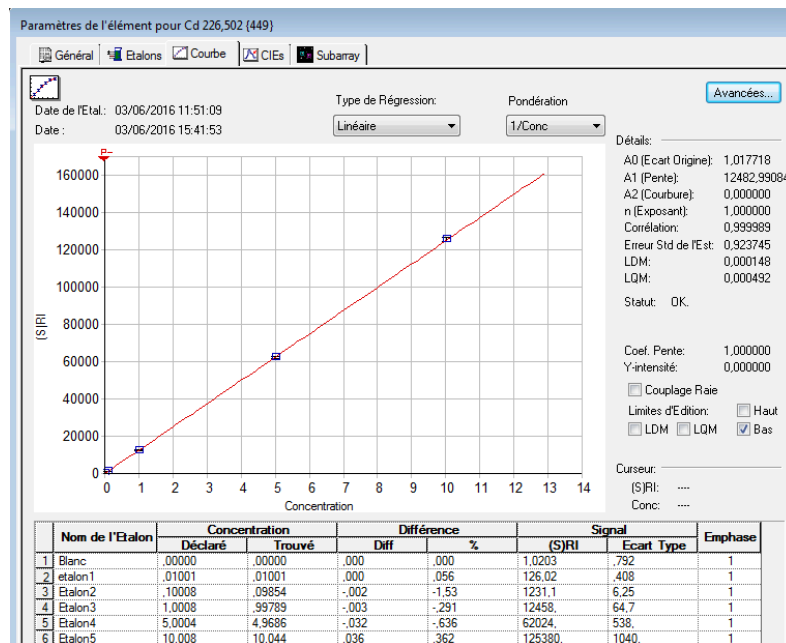 Paramètres de l'élément pour Cd 226,502 {449}
Général Etalons Courbe CIEs Subarray
Date de l'Etal.: 03/06/2016 11:51:09
Date : 03/06/2016 15:41:53
Type de Régression:
Linéaire
Pondération
1/Conc
Avancées...
Détails:
A0 (Ecart Origine): 1,017718
A1 (Pente): 12482,99084
A2 (Courbure): 0,000000
n (Exposant): 1,000000
Corrélation: 0,999989
Erreur Std de l'Est: 0,923745
LDM: 0,000148
LQM: 0,000492
Statut: OK.
Coef. Pente: 1,000000
Y-intensité: 0,000000
Couplage Raie
Limites d'Edition: Haut
LDM LQM Bas
Curseur:
(S)RI: ----
Conc: ----
160000
140000
120000
100000
80000
60000
40000
20000
0
(S)RI
0 1 2 3 4 5 6 7 8 9 10 11 12 13 14
Concentration
Nom de l'Etalon Concentration Différence Signal Emphase
Déclaré Trouvé Diff % (S)RI Ecart Type
1 Blanc ,00000 ,00000 ,000 ,000 1,0203 ,792 1
2 etalon1 ,01001 ,01001 ,000 ,056 126,02 ,408 1
3 Etalon2 ,10008 ,09854 -,002 -1,53 1231,1 6,25 1
4 Etalon3 1,0008 ,99789 -,003 -,291 12458, 64,7 1
5 Etalon4 5,0004 4,9686 -,032 -,636 62024, 538, 1
6 Etalon5 10,008 10,044 ,036 ,362 125380, 1040, 1